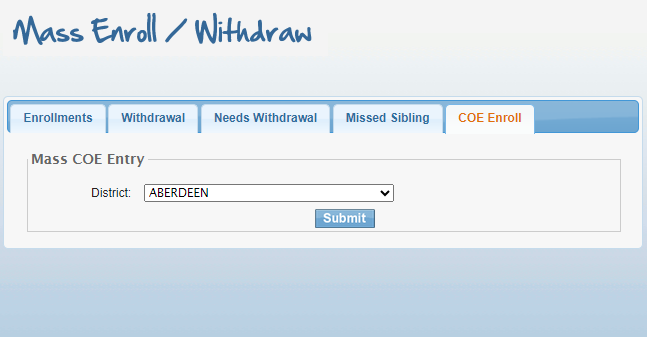 Mass Enroll / Withdraw
Enrollments Withdrawal Needs Withdrawal Missed Sibling COE Enroll
Mass COE Entry
District: ABERDEEN
Submit